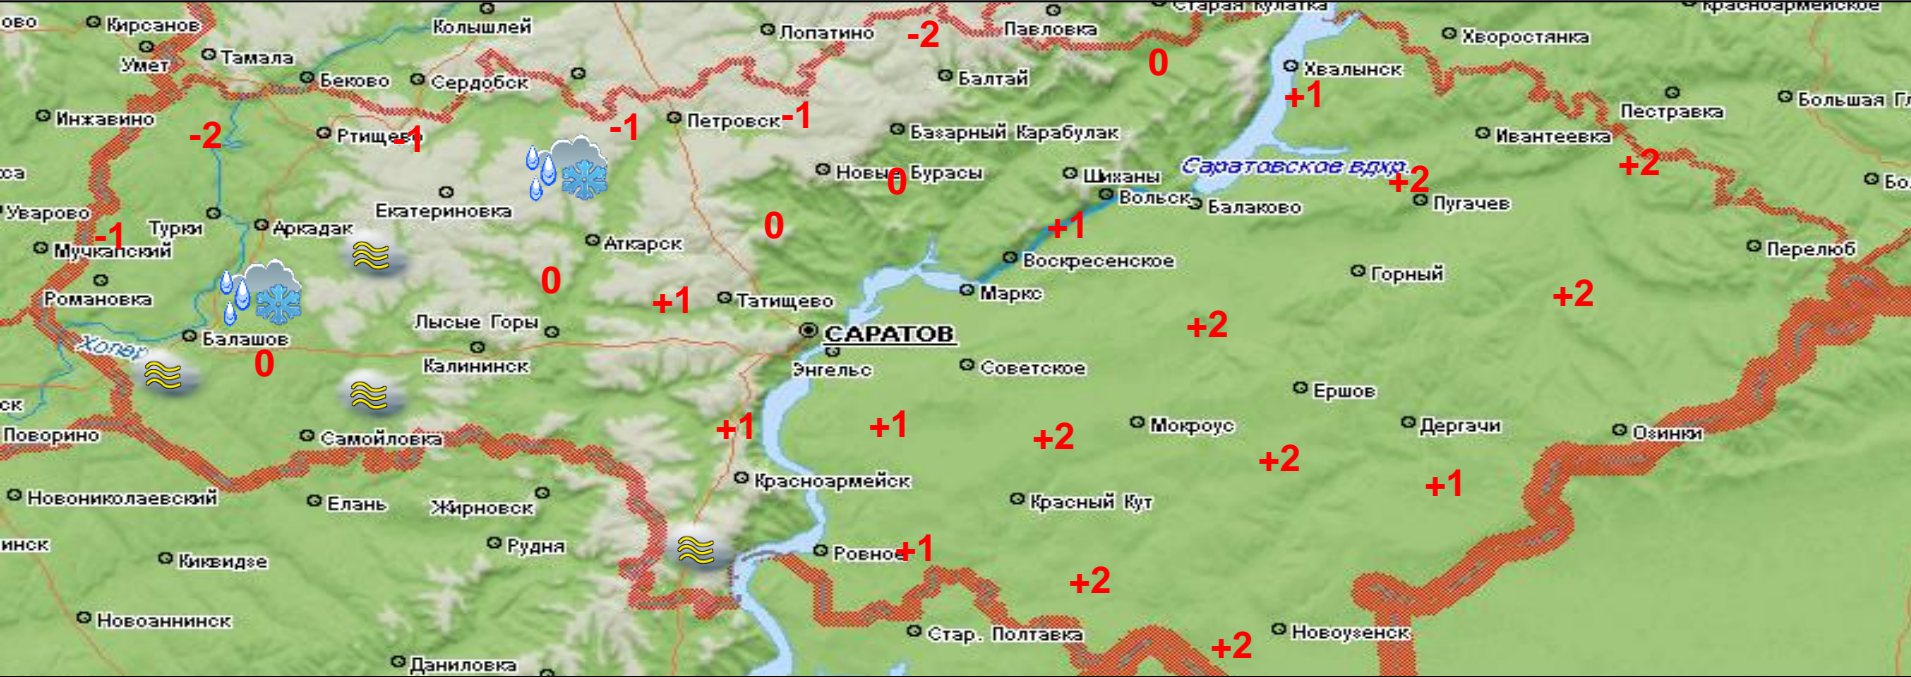 Старая Кулатка
Красноармейское
ово
Кирсанов
Колышлей
Лопатино
-2
Павловка
Хворостянка
Умет
Тамала
0
Беково
Сердобск
Балтай
Хвалынск
+1
Большая Гл
Инжавино
-2
Ртищево
-1
-1
Петровск
-1
Базарный Карабулак
Пестравка
Ивантеевка
са
Новые Бурасы
0
Шиханы
Саратовское вдхр.
+2
+2
Бо
Уварово
Екатериновка
Вольск
Балаково
Пугачев
Турки
Аркадак
0
+1
-1
Мучкапский
Аткарск
Воскресенское
Перелюб
0
Горный
Романовка
+1
Татищево
Маркс
+2
Лысые Горы
+2
САРАТОВ
Хопер
Балашов
0
Калининск
Энгельс
Советское
Ершов
ск
+1
+1
+2
Мокроус
Дергачи
Озинки
Поворино
Самойловка
+2
Новониколаевский
Елань
Жирновск
Красноармейск
Красный Кут
+1
инск
Киквидзе
Рудня
Ровное
+1
+2
Новоаннинск
Стар. Полтавка
+2
Новоузенск
Даниловка